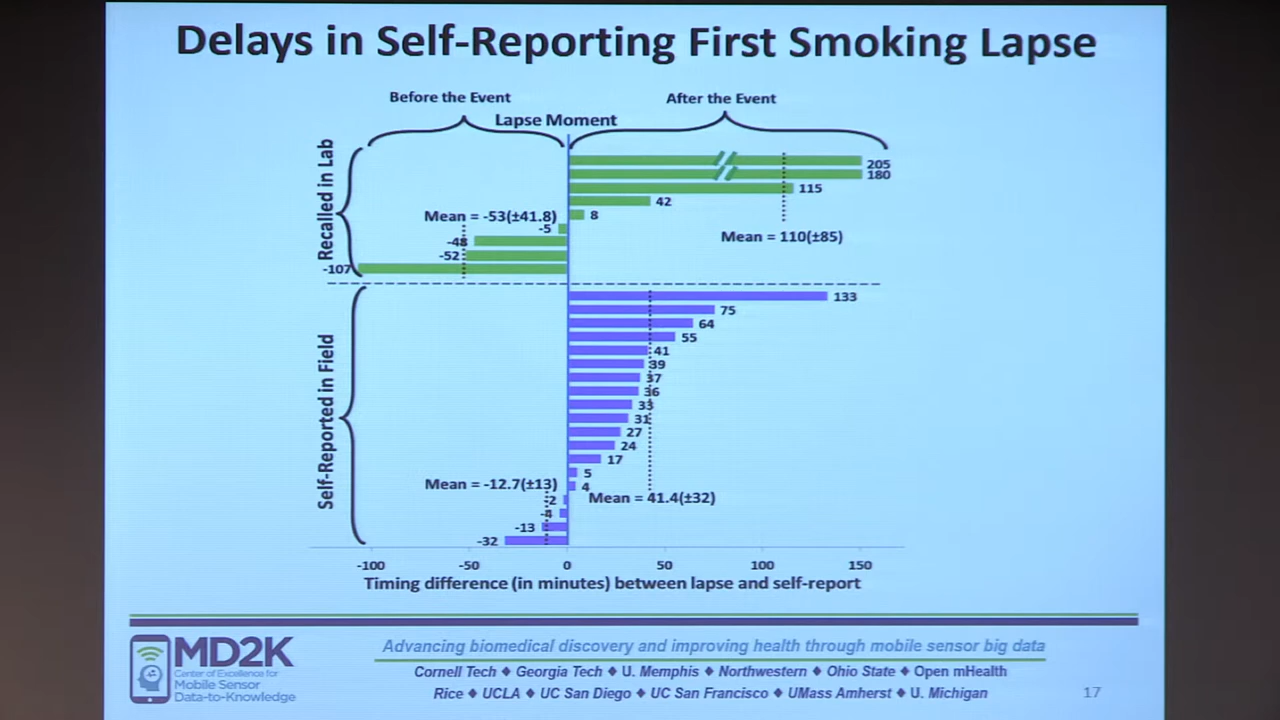 Delays in Self-Reporting First Smoking Lapse
Before the Event
After the Event
Lapse Moment
Recalled in Lab
205
180
115
42
8
Mean = -53(±41.8)
-5
-48
-52
-107
Mean = 110(±85)
Self-Reported in Field
133
75
64
55
41
39
37
36
33
31
27
24
17
5
4
Mean = -12.7(±13)
Mean = 41.4(±32)
-2
-4
-13
-32
-100 -50 0 50 100 150
Timing difference (in minutes) between lapse and self-report
MD2K
Center of Excellence for
Mobile Sensor
Data-to-Knowledge
Advancing biomedical discovery and improving health through mobile sensor big data
Cornell Tech ◆ Georgia Tech ◆ U. Memphis ◆ Northwestern ◆ Ohio State ◆ Open mHealth
Rice ◆ UCLA ◆ UC San Diego ◆ UC San Francisco ◆ UMass Amherst ◆ U. Michigan
17